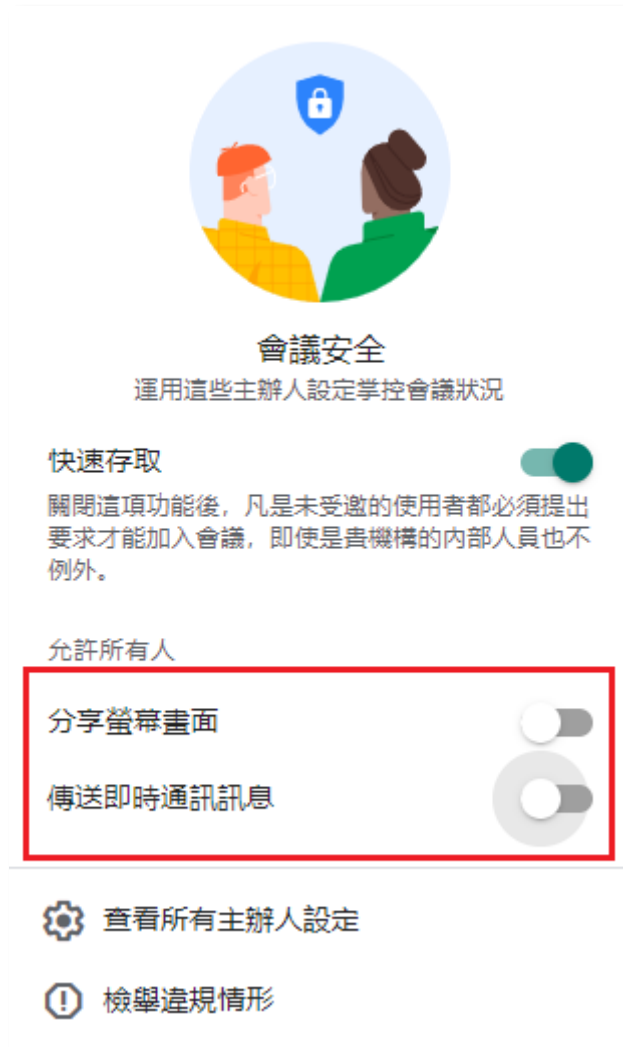 會議安全
運用這些主辦人設定掌控會議狀況
快速存取
關閉這項功能後，凡是未受邀的使用者都必須提出
要求才能加入會議，即使是貴機構的內部人員也不
例外。
允許所有人
分享螢幕畫面
傳送即時通訊訊息
查看所有主辦人設定
檢舉違規情形